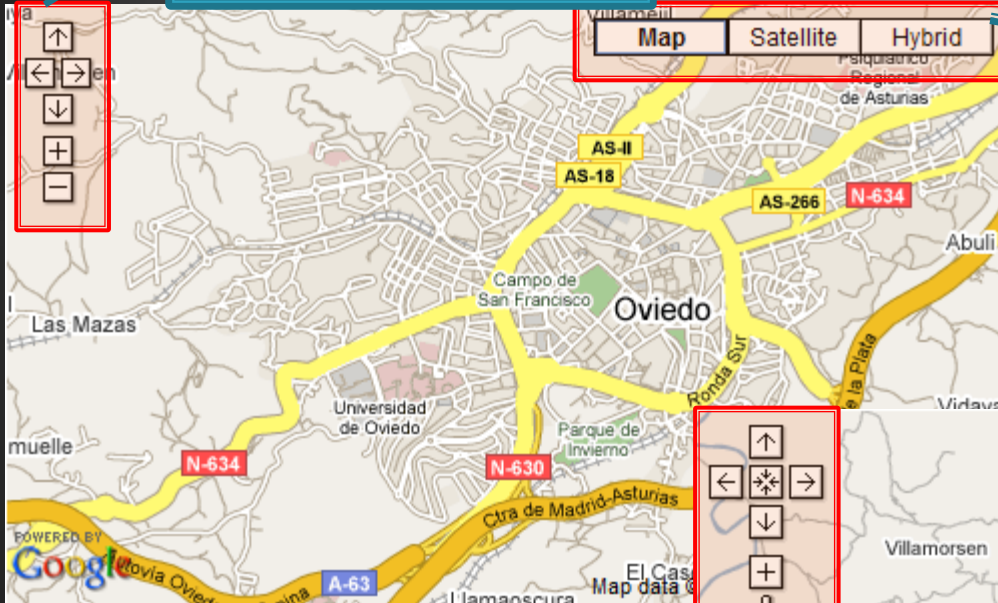 Villamejil
Map Satellite Hybrid
Psiquiátrico
Regional
de Asturias
AS-II
AS-18
AS-266
N-634
Abuli
Campo de
San Francisco
Oviedo
Las Mazas
Ronda Sur
e la Plata
Universidad
de Oviedo
Vidaya
Parque de
Invierno
muelle
N-634
N-630
Ctra de Madrid-Asturias
POWERED BY
Google
Villamorsen
A-63
El Cas
Map data ©
Llamaoscura